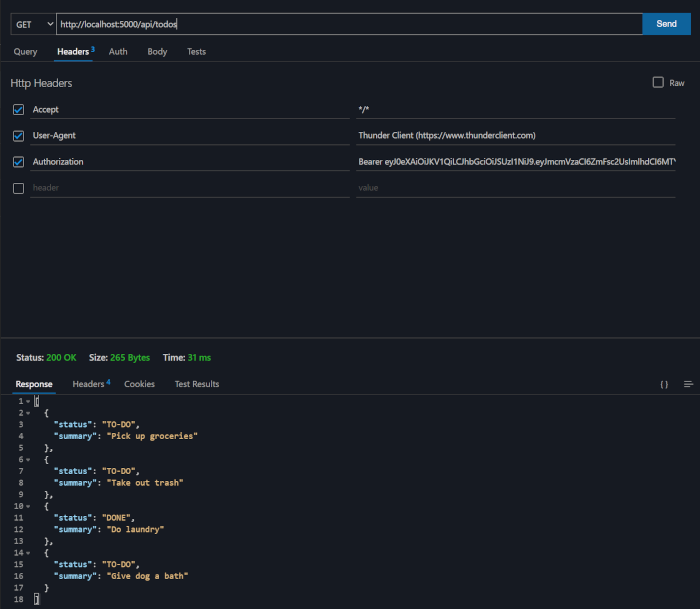 GET http://localhost:5000/api/todos Send
Query Headers 3 Auth Body Tests
Http Headers Raw
Accept */*
User-Agent Thunder Client (https://www.thunderclient.com)
Authorization Bearer
header value
Status: 200 OK Size: 265 Bytes Time: 31 ms
Response Headers 4 Cookies Test Results { }
1 [
2 {
3 "status": "TO-DO",
4 "summary": "Pick up groceries"
5 },
6 {
7 "status": "TO-DO",
8 "summary": "Take out trash"
9 },
10 {
11 "status": "DONE",
12 "summary": "Do laundry"
13 },
14 {
15 "status": "TO-DO",
16 "summary": "Give dog a bath"
17 }
18 ]